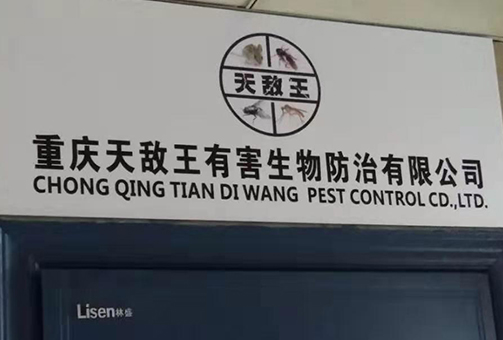 天敌王
重庆天敌王有害生物防治有限公司
CHONG QING TIAN DI WANG PEST CONTROL CD.,LTD.
Lisen林盛